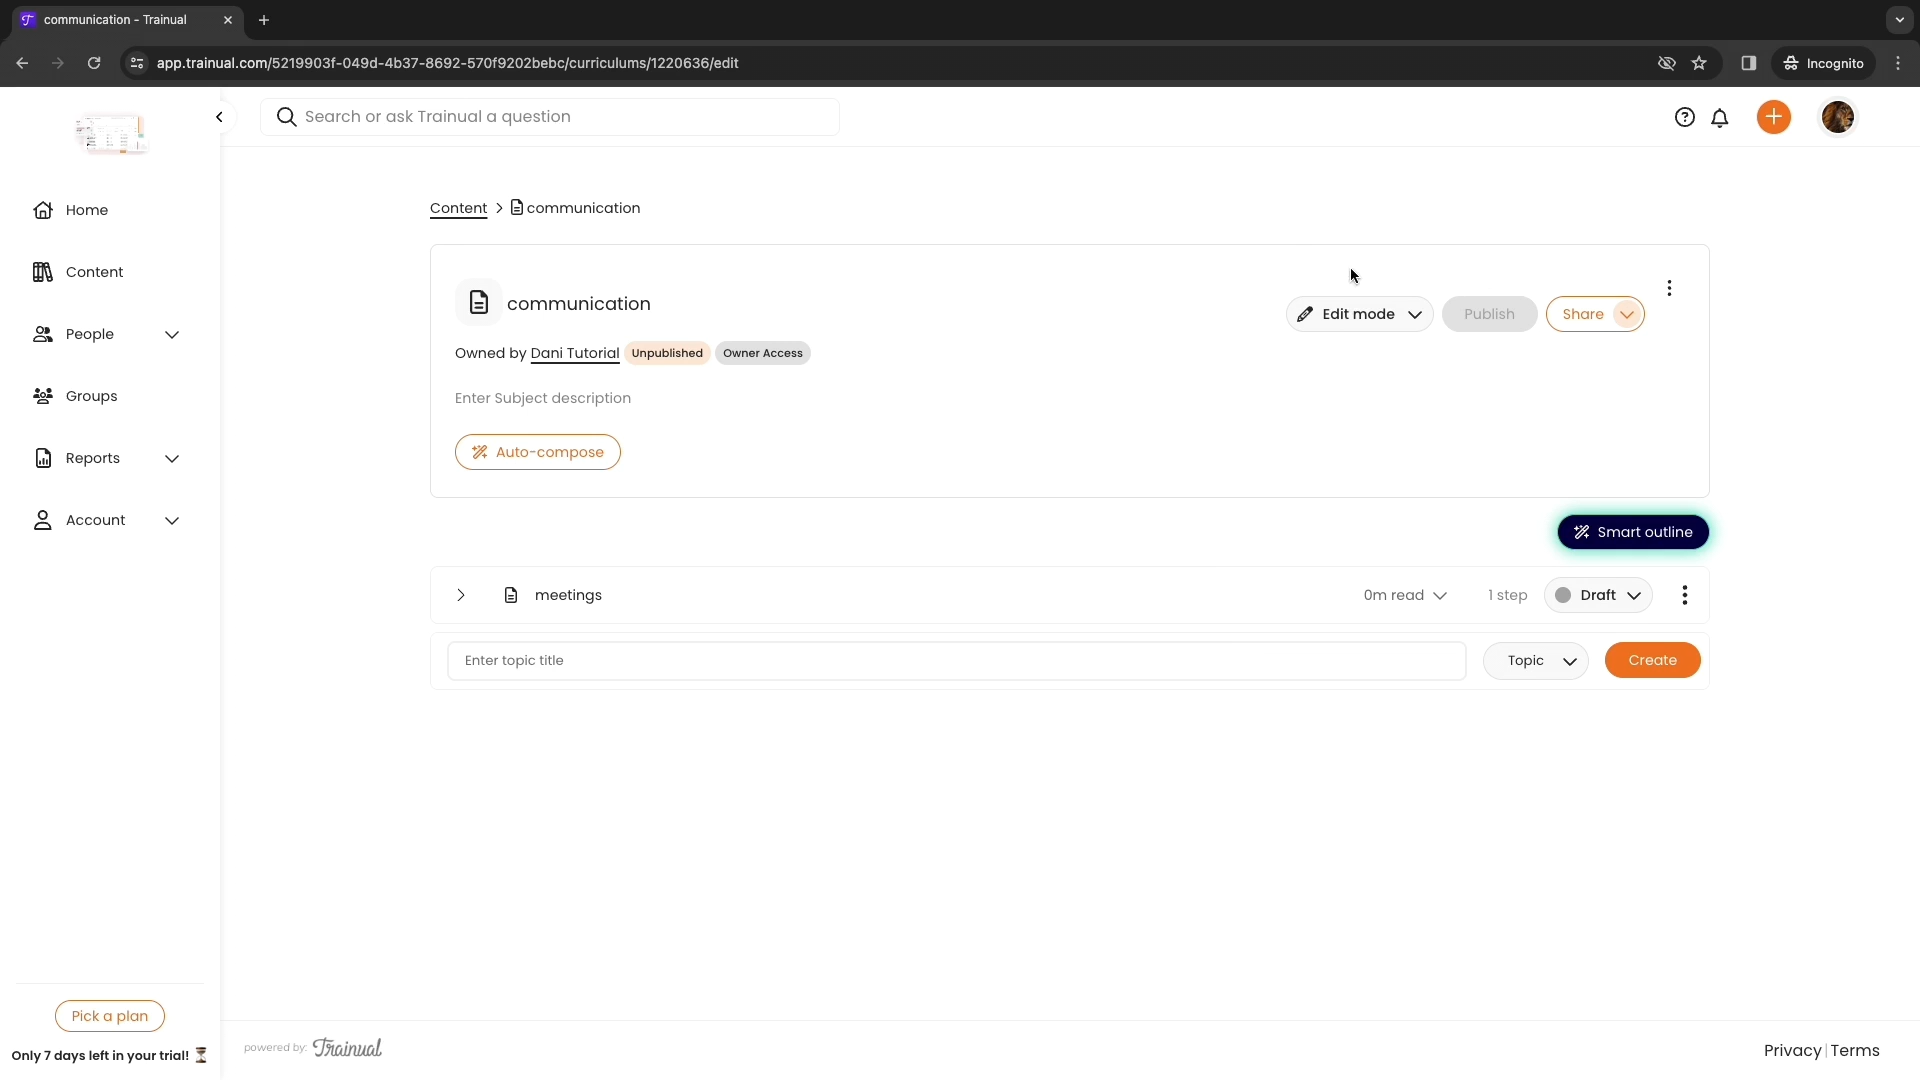 communication - Trainual
app.trainual.com/5219903f-049d-4b37-8692-570f9202bebc/curriculums/1220636/edit
Incognito
Search or ask Trainual a question
Home
Content
People
Groups
Reports
Account
Content > communication
communication
Edit mode
Publish
Share
Owned by Dani Tutorial Unpublished Owner Access
Enter Subject description
Auto-compose
Smart outline
meetings
0m read
1 step
Draft
Enter topic title
Topic
Create
Pick a plan
Only 7 days left in your trial!
powered by: Trainual
Privacy | Terms